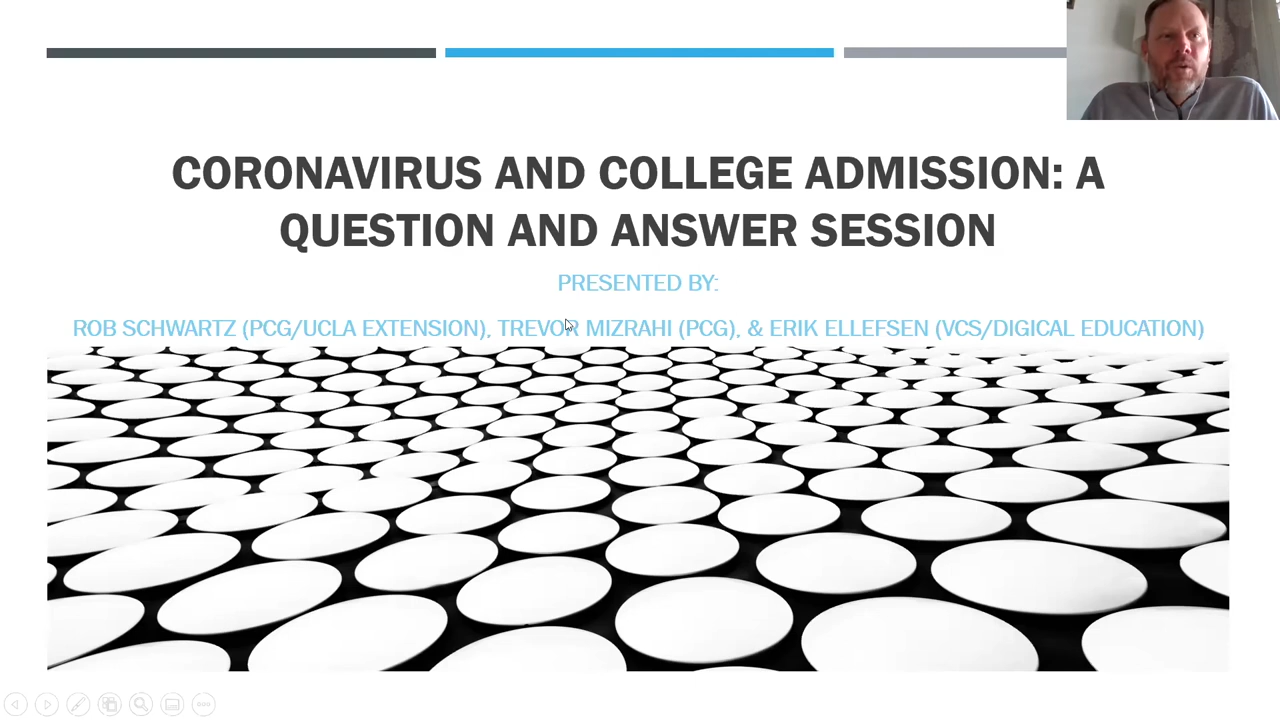 CORONAVIRUS AND COLLEGE ADMISSION: A
QUESTION AND ANSWER SESSION
PRESENTED BY:
ROB SCHWARTZ (PCG/UCLA EXTENSION), TREVOR MIZRAHI (PCG), & ERIK ELLEFSEN (VCS/DIGICAL EDUCATION)